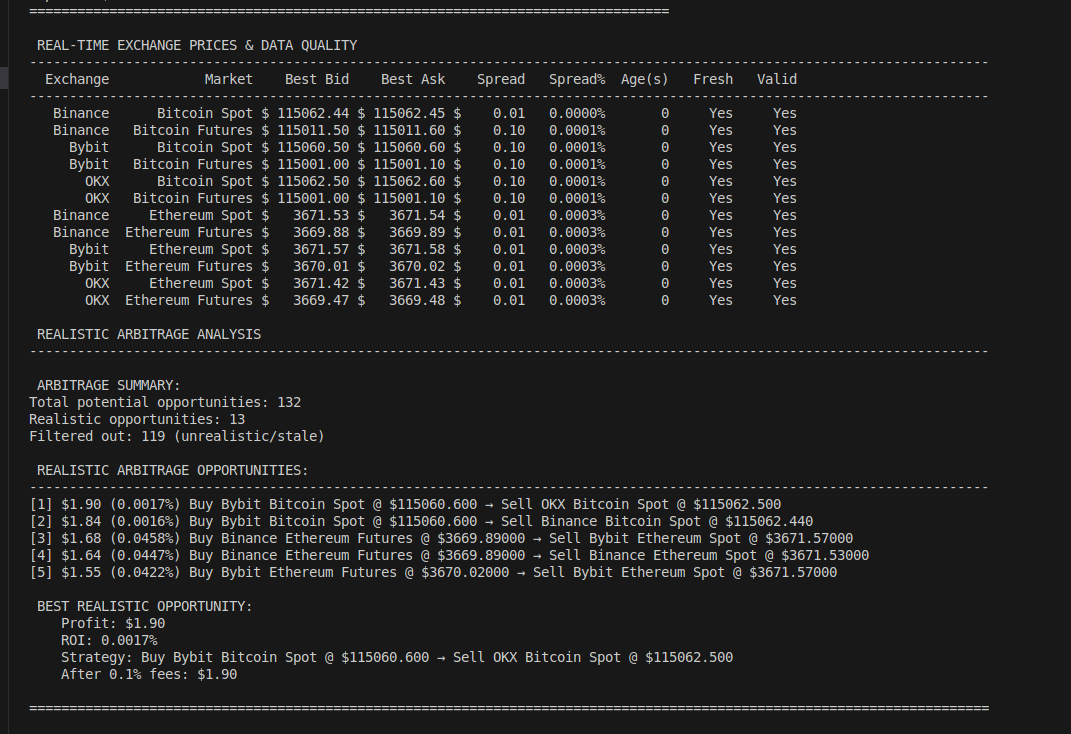 ================================================================================
REAL-TIME EXCHANGE PRICES & DATA QUALITY
------------------------------------------------------------------------------------------------------------------------
Exchange Market Best Bid Best Ask Spread Spread% Age(s) Fresh Valid
------------------------------------------------------------------------------------------------------------------------
Binance Bitcoin Spot $ 115062.44 $ 115062.45 $ 0.01 0.0000% 0 Yes Yes
Binance Bitcoin Futures $ 115011.50 $ 115011.60 $ 0.10 0.0001% 0 Yes Yes
Bybit Bitcoin Spot $ 115060.50 $ 115060.60 $ 0.10 0.0001% 0 Yes Yes
Bybit Bitcoin Futures $ 115001.00 $ 115001.10 $ 0.10 0.0001% 0 Yes Yes
OKX Bitcoin Spot $ 115062.50 $ 115062.60 $ 0.10 0.0001% 0 Yes Yes
OKX Bitcoin Futures $ 115001.00 $ 115001.10 $ 0.10 0.0001% 0 Yes Yes
Binance Ethereum Spot $ 3671.53 $ 3671.54 $ 0.01 0.0003% 0 Yes Yes
Binance Ethereum Futures $ 3669.88 $ 3669.89 $ 0.01 0.0003% 0 Yes Yes
Bybit Ethereum Spot $ 3671.57 $ 3671.58 $ 0.01 0.0003% 0 Yes Yes
Bybit Ethereum Futures $ 3670.01 $ 3670.02 $ 0.01 0.0003% 0 Yes Yes
OKX Ethereum Spot $ 3671.42 $ 3671.43 $ 0.01 0.0003% 0 Yes Yes
OKX Ethereum Futures $ 3669.47 $ 3669.48 $ 0.01 0.0003% 0 Yes Yes
REALISTIC ARBITRAGE ANALYSIS
------------------------------------------------------------------------------------------------------------------------
ARBITRAGE SUMMARY:
Total potential opportunities: 132
Realistic opportunities: 13
Filtered out: 119 (unrealistic/stale)
REALISTIC ARBITRAGE OPPORTUNITIES:
------------------------------------------------------------------------------------------------------------------------
[1] $1.90 (0.0017%) Buy Bybit Bitcoin Spot @ $115060.600 → Sell OKX Bitcoin Spot @ $115062.500
[2] $1.84 (0.0016%) Buy Bybit Bitcoin Spot @ $115060.600 → Sell Binance Bitcoin Spot @ $115062.440
[3] $1.68 (0.0458%) Buy Binance Ethereum Futures @ $3669.89000 → Sell Bybit Ethereum Spot @ $3671.57000
[4] $1.64 (0.0447%) Buy Binance Ethereum Futures @ $3669.89000 → Sell Binance Ethereum Spot @ $3671.53000
[5] $1.55 (0.0422%) Buy Bybit Ethereum Futures @ $3670.02000 → Sell Bybit Ethereum Spot @ $3671.57000
BEST REALISTIC OPPORTUNITY:
Profit: $1.90
ROI: 0.0017%
Strategy: Buy Bybit Bitcoin Spot @ $115060.600 → Sell OKX Bitcoin Spot @ $115062.500
After 0.1% fees: $1.90
========================================================================================================================